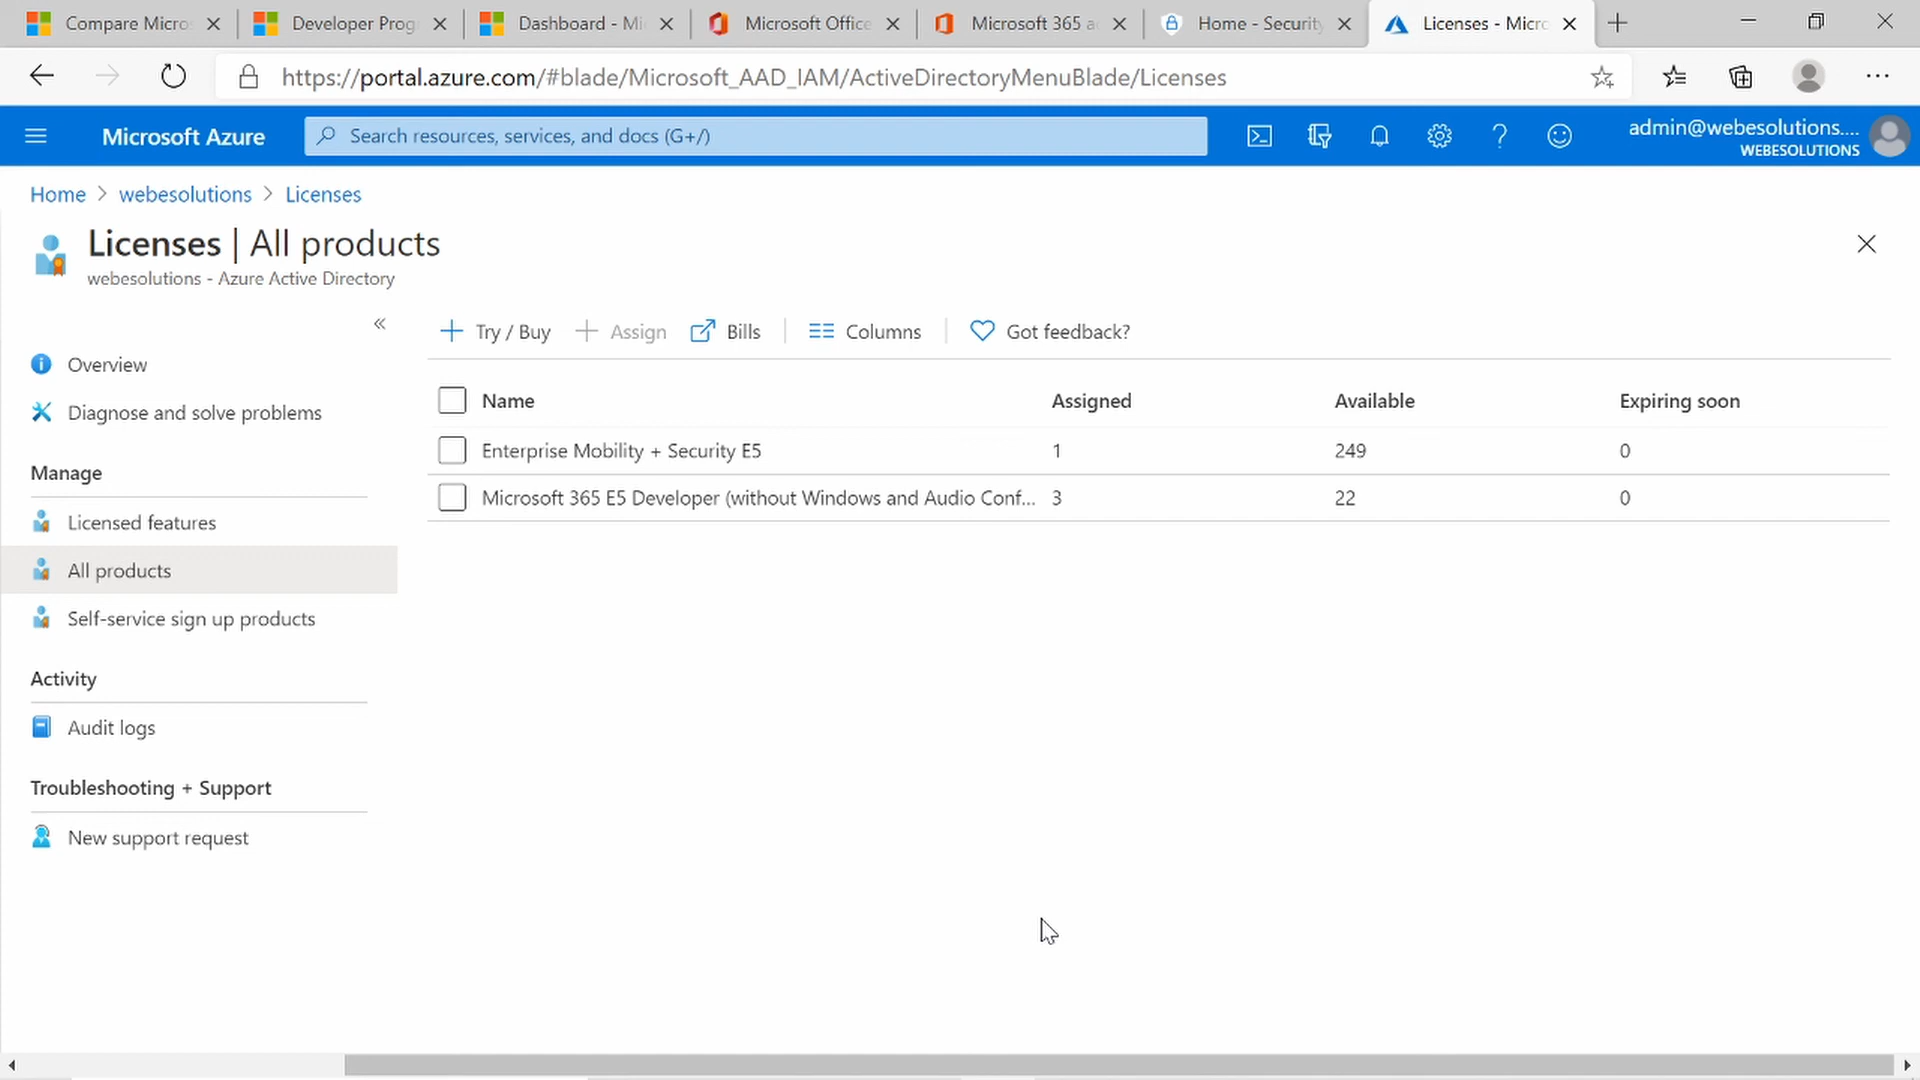 Compare Micros
Developer Prog
Dashboard - Mi
Microsoft Office
Microsoft 365 a
Home - Security
Licenses - Micro
https://portal.azure.com/#blade/Microsoft_AAD_IAM/ActiveDirectoryMenuBlade/Licenses
Microsoft Azure
Search resources, services, and docs (G+/)
admin@webesolutions....
WEBESOLUTIONS
Home > webesolutions > Licenses
Licenses | All products
webesolutions - Azure Active Directory
Try / Buy
Assign
Bills
Columns
Got feedback?
Overview
Diagnose and solve problems
Manage
Licensed features
All products
Self-service sign up products
Activity
Audit logs
Troubleshooting + Support
New support request
Name Assigned Available Expiring soon
Enterprise Mobility + Security E5 1 249 0
Microsoft 365 E5 Developer (without Windows and Audio Conf... 3 22 0